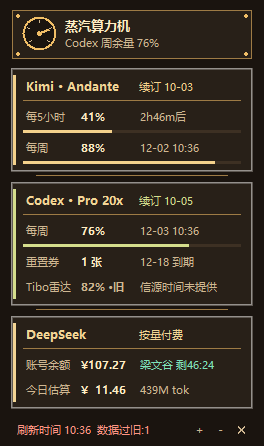 蒸汽算力机
Codex 周余量 76%
Kimi · Andante 续订 10-03
每5小时 41% 2h46m后
每周 88% 12-02 10:36
Codex · Pro 20x 续订 10-05
每周 76% 12-03 10:36
重置券 1 张 12-18 到期
Tibo雷达 82% ·旧 信源时间未提供
DeepSeek 按量付费
账号余额 ¥107.27 梁文谷 剩46:24
今日估算 ¥ 11.46 439M tok
刷新时间 10:36 数据过旧:1 + - ×